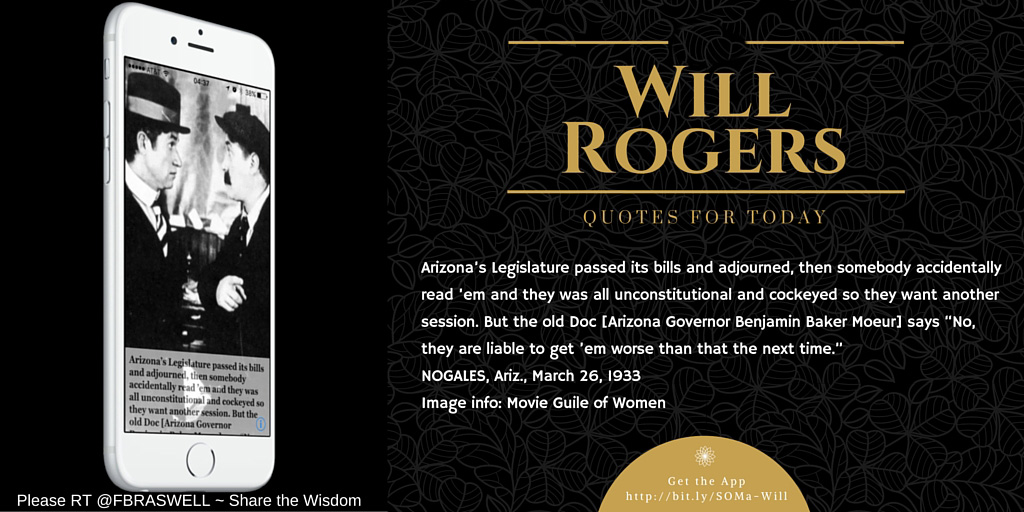 AT&T 04:37 38%
Arizona's Legislature passed its bills
and adjourned, then somebody
accidentally read 'em and they was
all unconstitutional and cockeyed so
they want another session. But the
old Doc [Arizona Governor
Please RT @FBRASWELL ~ Share the Wisdom
WILL
ROGERS
QUOTES FOR TODAY
Arizona's Legislature passed its bills and adjourned, then somebody accidentally
read 'em and they was all unconstitutional and cockeyed so they want another
session. But the old Doc [Arizona Governor Benjamin Baker Moeur] says "No,
they are liable to get 'em worse than that the next time."
NOGALES, Ariz., March 26, 1933
Image info: Movie Guile of Women
Get the App
http://bit.ly/SOMa-Will